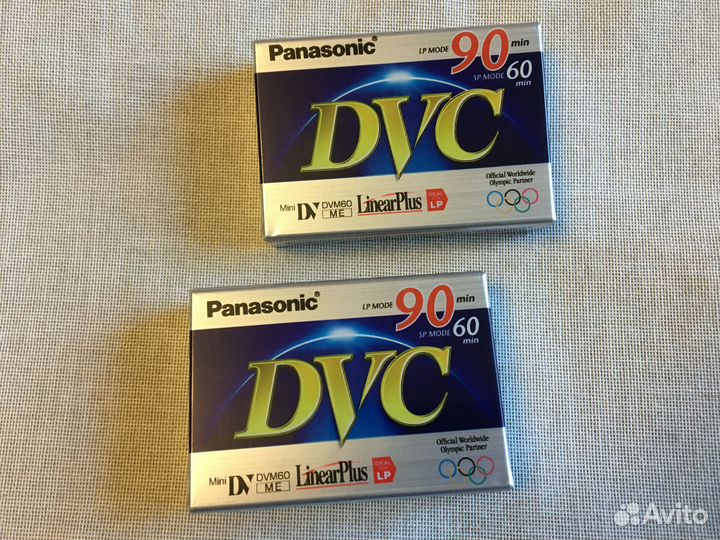 Panasonic®
LP MODE 90 min
SP MODE 60 min
DVC
Official Worldwide
Olympic Partner
Mini DV DVM60 ME LinearPlus IDEAL FOR LP
Panasonic®
LP MODE 90 min
SP MODE 60 min
DVC
Official Worldwide
Olympic Partner
Mini DV DVM60 ME LinearPlus IDEAL FOR LP
Avito